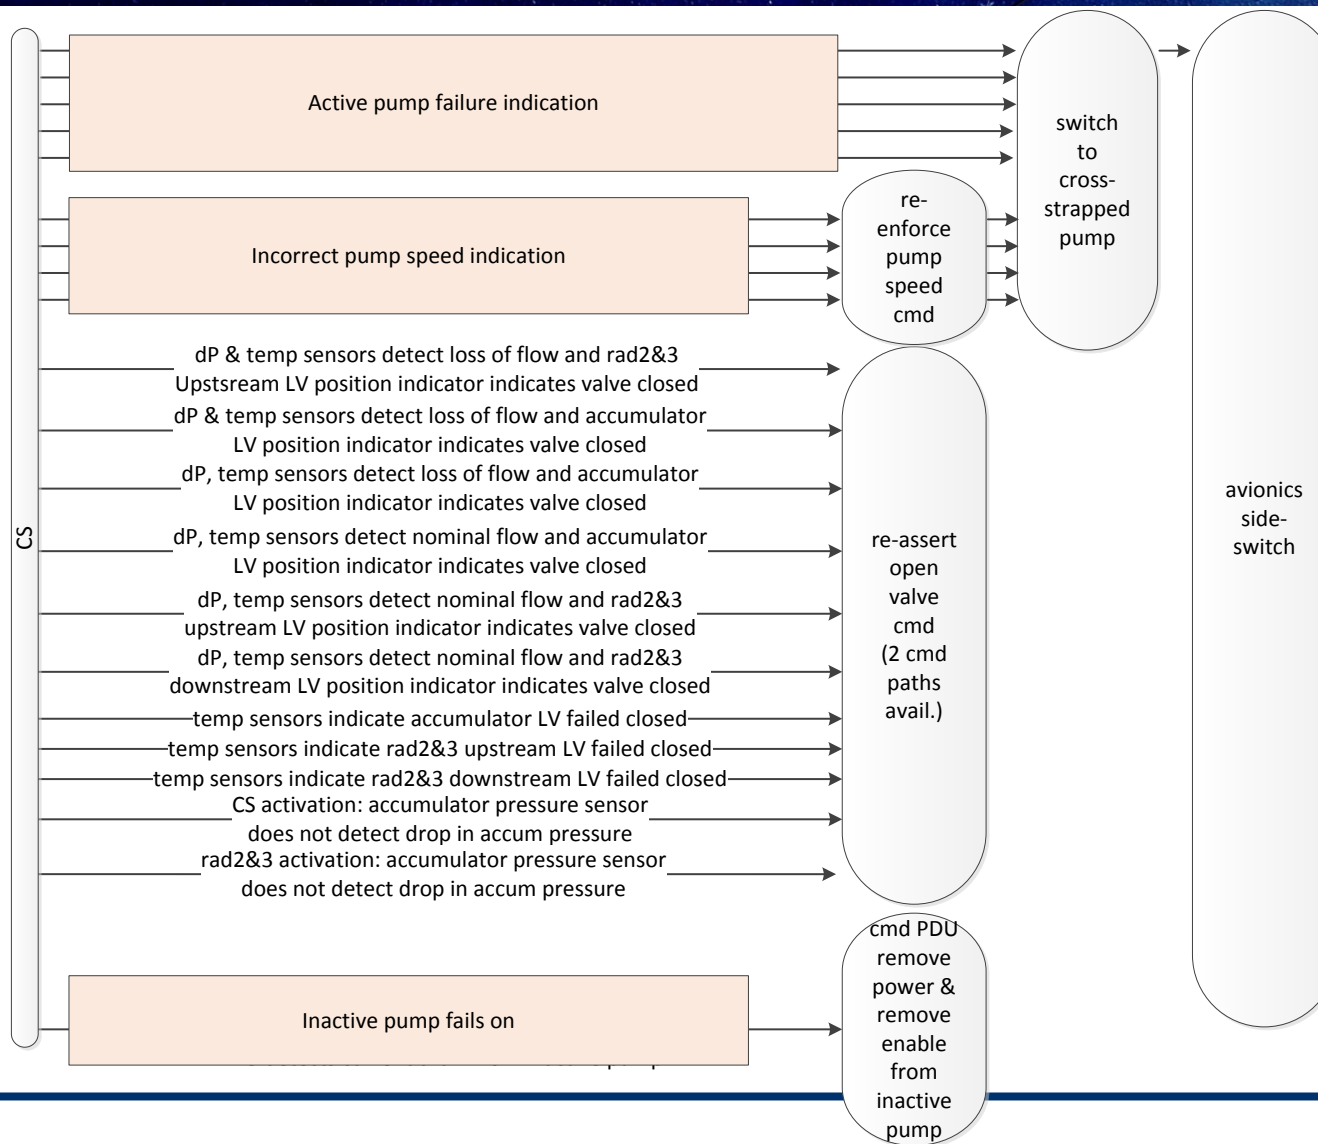 CS
Active pump failure indication
switch
to
cross-
strapped
pump
Incorrect pump speed indication
re-
enforce
pump
speed
cmd
dP & temp sensors detect loss of flow and rad2&3
Upstsream LV position indicator indicates valve closed
dP & temp sensors detect loss of flow and accumulator
LV position indicator indicates valve closed
dP, temp sensors detect loss of flow and accumulator
LV position indicator indicates valve closed
dP, temp sensors detect nominal flow and accumulator
LV position indicator indicates valve closed
dP, temp sensors detect nominal flow and rad2&3
upstream LV position indicator indicates valve closed
dP, temp sensors detect nominal flow and rad2&3
downstream LV position indicator indicates valve closed
temp sensors indicate accumulator LV failed closed
temp sensors indicate rad2&3 upstream LV failed closed
temp sensors indicate rad2&3 downstream LV failed closed
CS activation: accumulator pressure sensor
does not detect drop in accum pressure
rad2&3 activation: accumulator pressure sensor
does not detect drop in accum pressure
re-assert
open
valve
cmd
(2 cmd
paths
avail.)
avionics
side-
switch
Inactive pump fails on
cmd PDU
remove
power &
remove
enable
from
inactive
pump